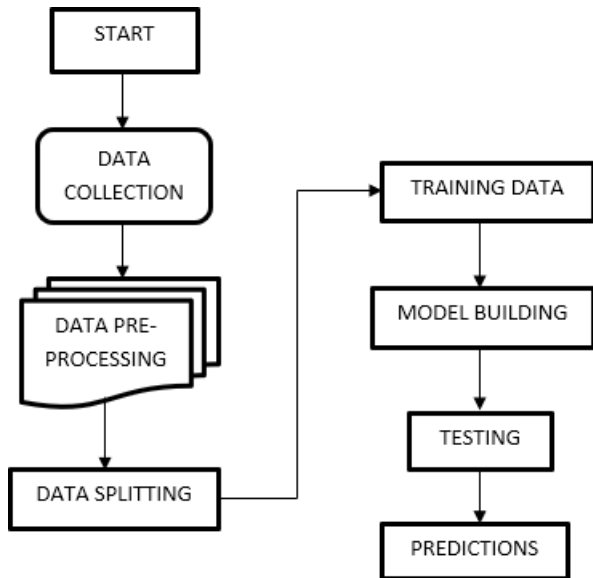 START
DATA
COLLECTION
DATA PRE-
PROCESSING
DATA SPLITTING
TRAINING DATA
MODEL BUILDING
TESTING
PREDICTIONS